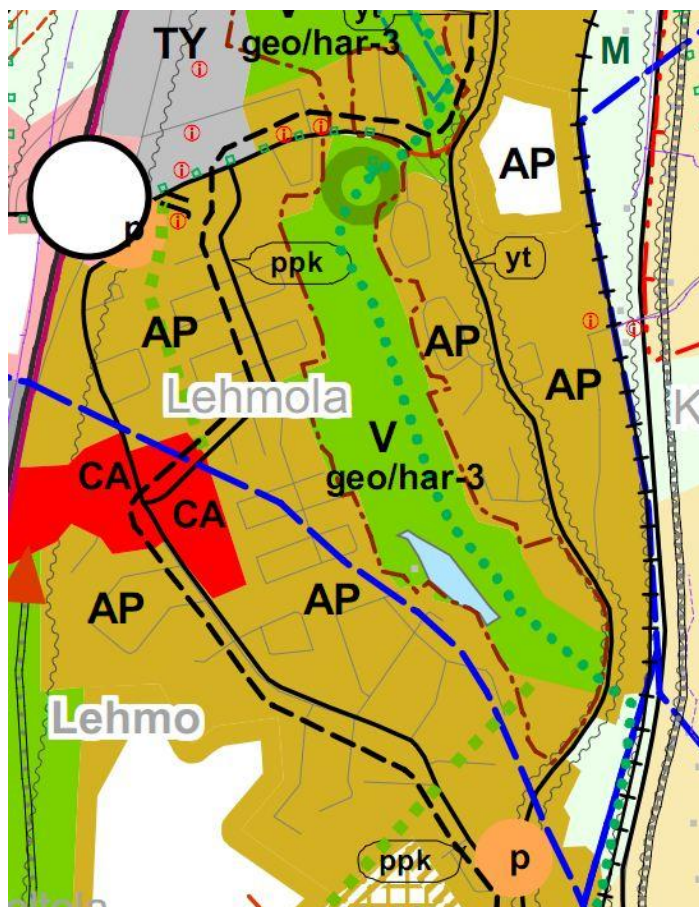 yt
V
geo/har-3
TY
M
AP
p
ppk
yt
AP
AP
AP
Lehmola
K
V
geo/har-3
CA
CA
AP
AP
Lehmo
ppk
p